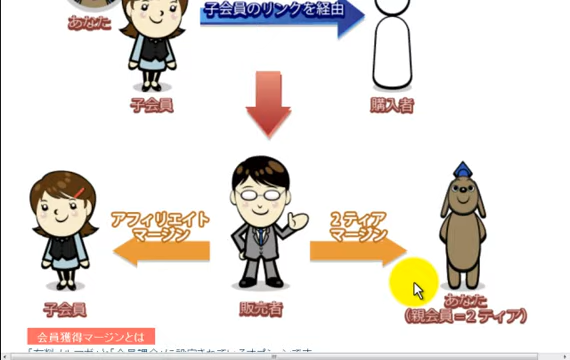 あなた
子会員のリンクを経由
子会員
購入者
アフィリエイト
マージン
2ティア
マージン
子会員
販売者
あなた
(親会員=2ティア)
会員獲得マージンとは